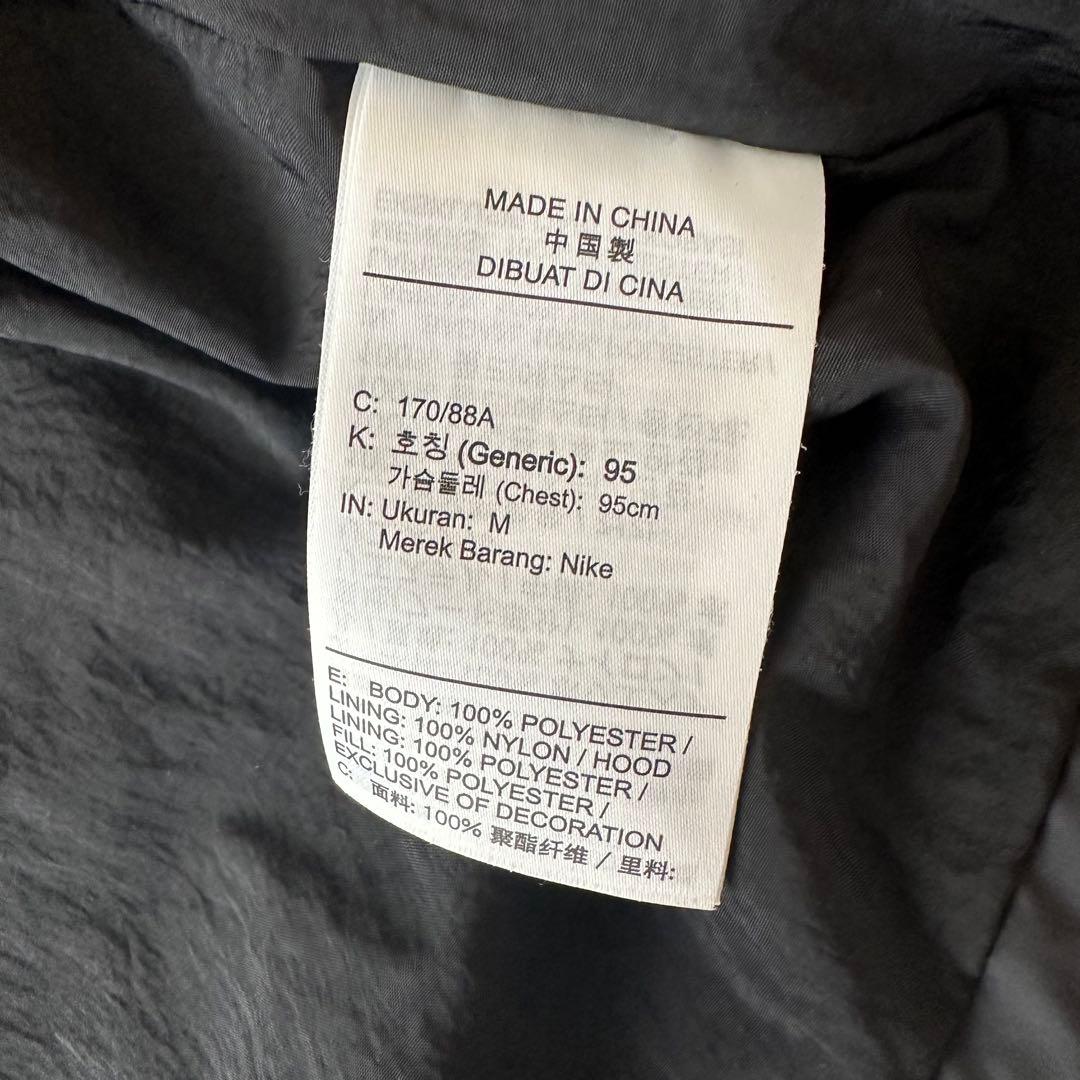 MADE IN CHINA
中国製
DIBUAT DI CINA
C: 170/88A
K: 호칭 (Generic): 95
가슴둘레 (Chest): 95cm
IN: Ukuran: M
Merek Barang: Nike
E: BODY: 100% POLYESTER /
LINING: 100% NYLON / HOOD
LINING: 100% POLYESTER /
FILL: 100% POLYESTER /
EXCLUSIVE OF DECORATION
C: 面料: 100% 聚酯纤维 / 里料: